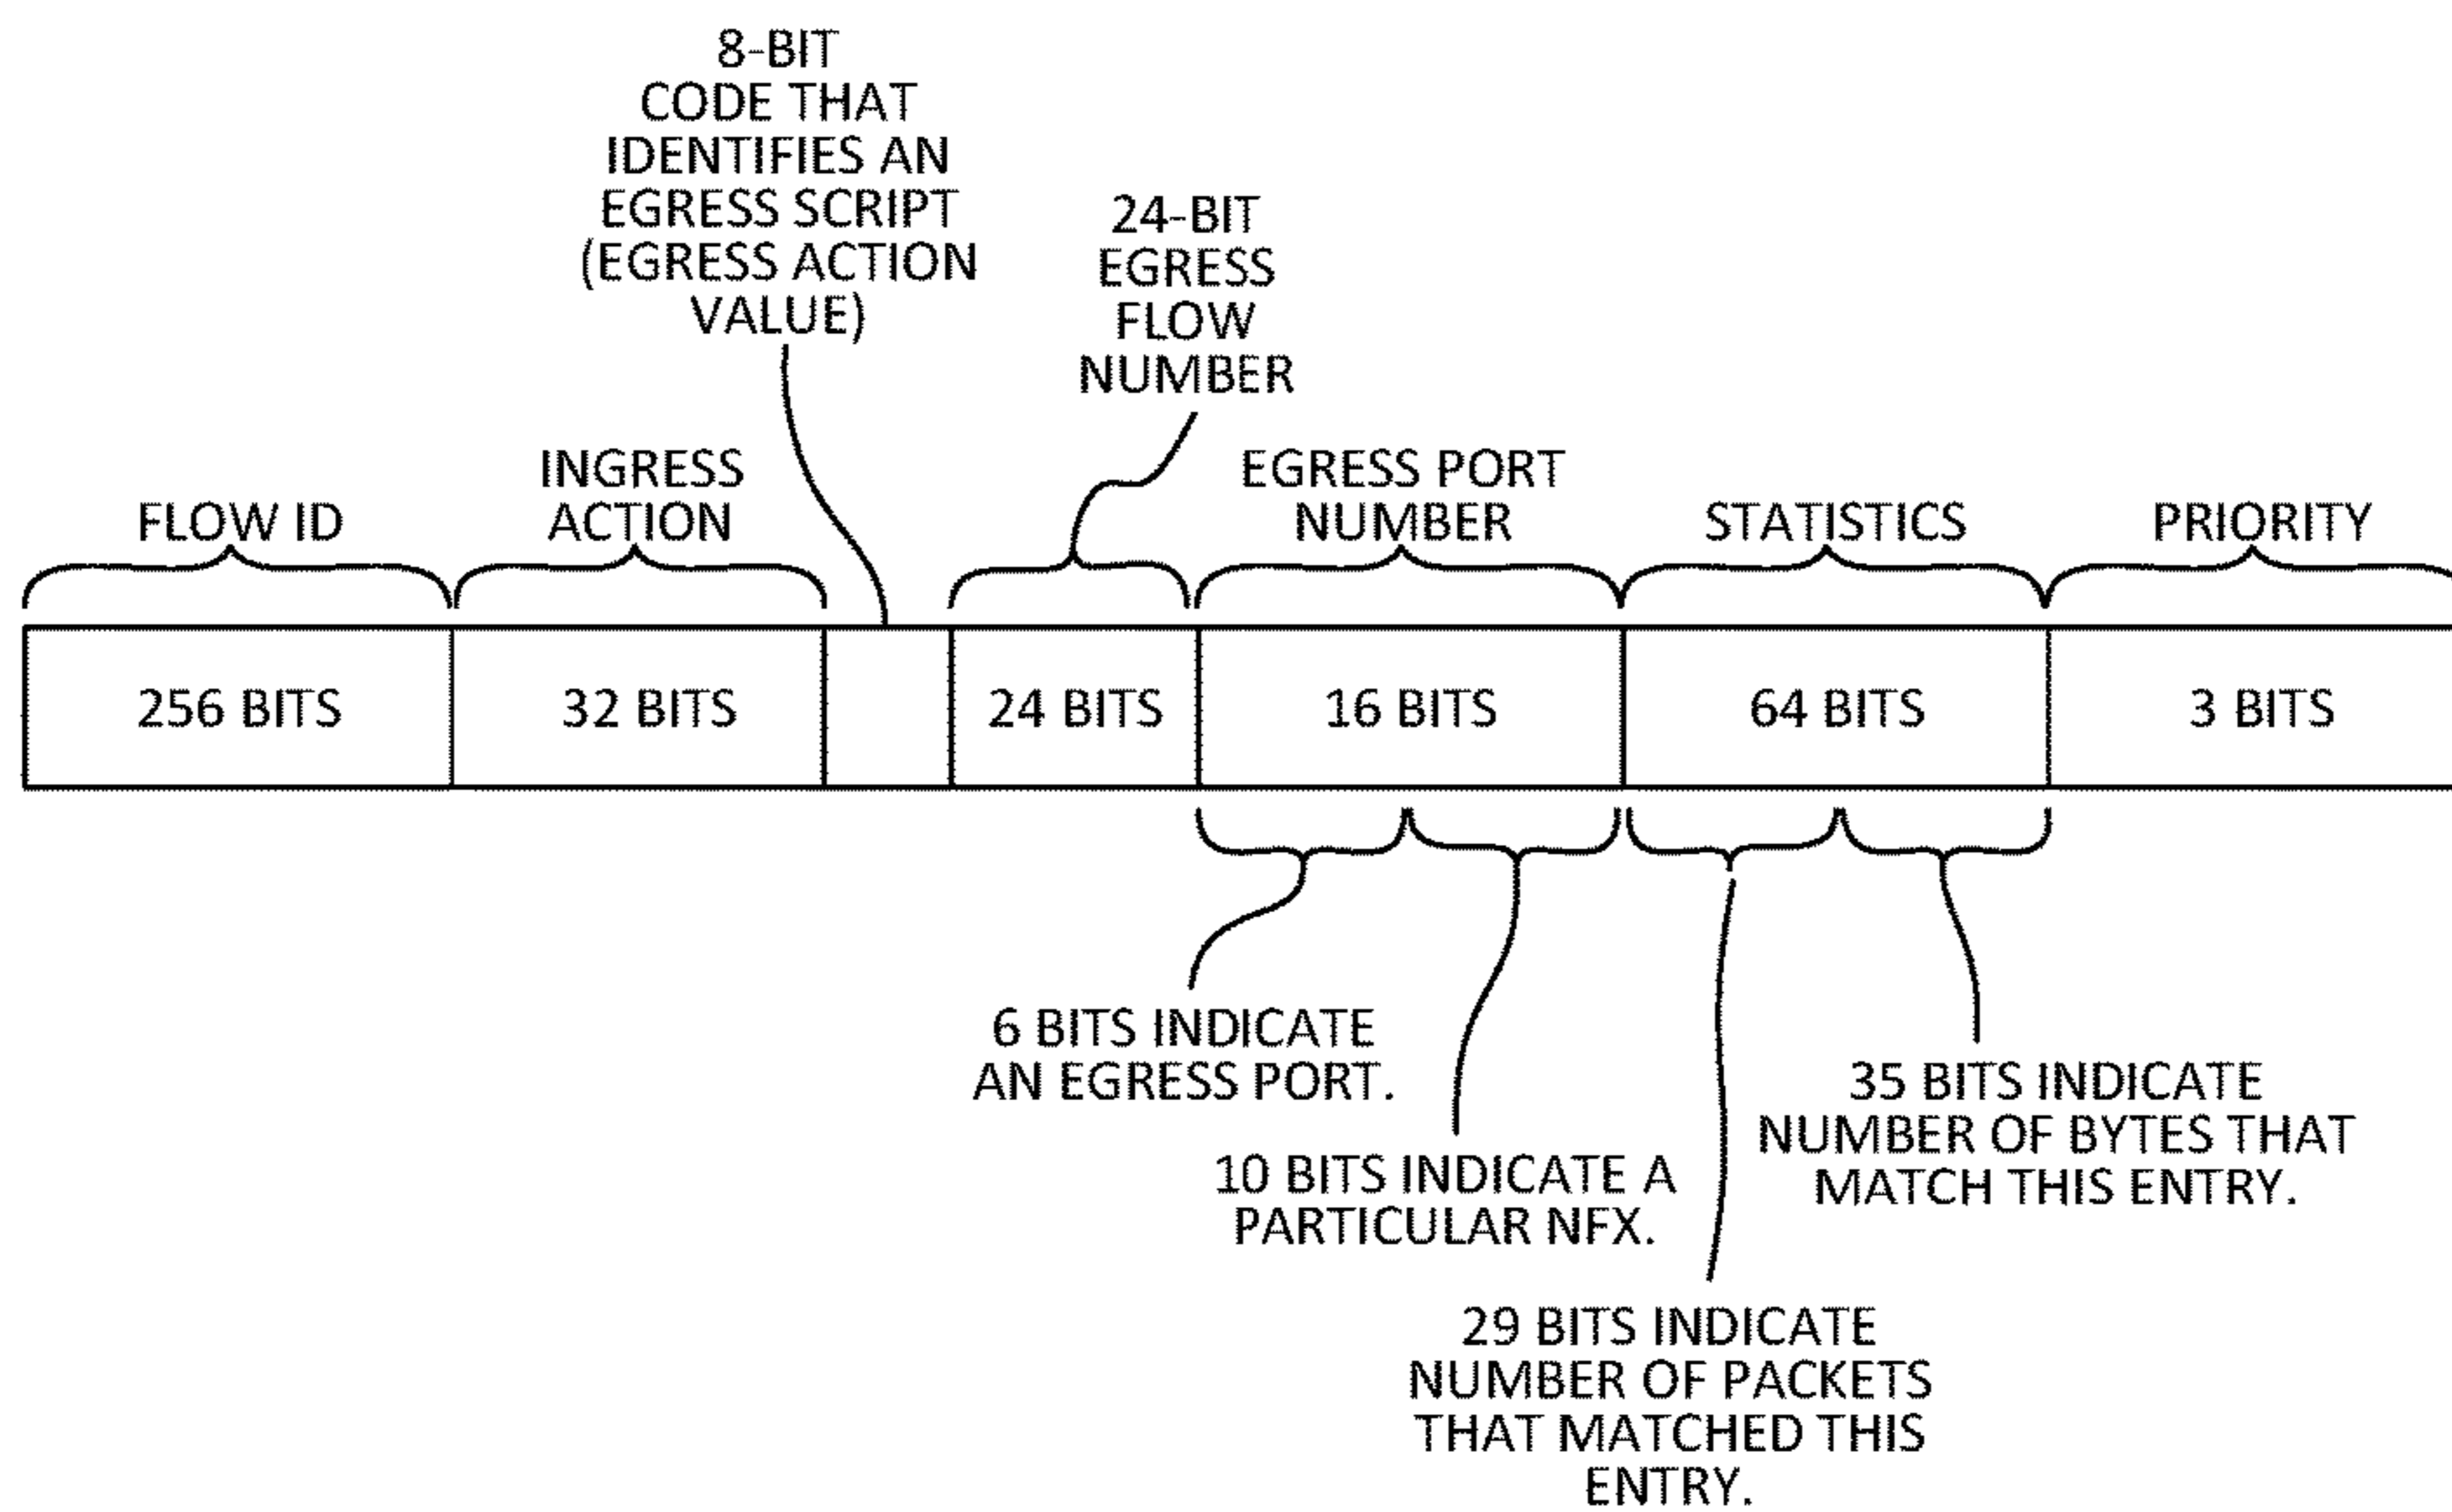 8-BIT
CODE THAT
IDENTIFIES AN
EGRESS SCRIPT
(EGRESS ACTION
VALUE)
24-BIT
EGRESS
FLOW
NUMBER
FLOW ID
INGRESS
ACTION
EGRESS PORT
NUMBER
STATISTICS
PRIORITY
256 BITS
32 BITS
24 BITS
16 BITS
64 BITS
3 BITS
6 BITS INDICATE
AN EGRESS PORT.
10 BITS INDICATE A
PARTICULAR NFX.
29 BITS INDICATE
NUMBER OF PACKETS
THAT MATCHED THIS
ENTRY.
35 BITS INDICATE
NUMBER OF BYTES THAT
MATCH THIS ENTRY.